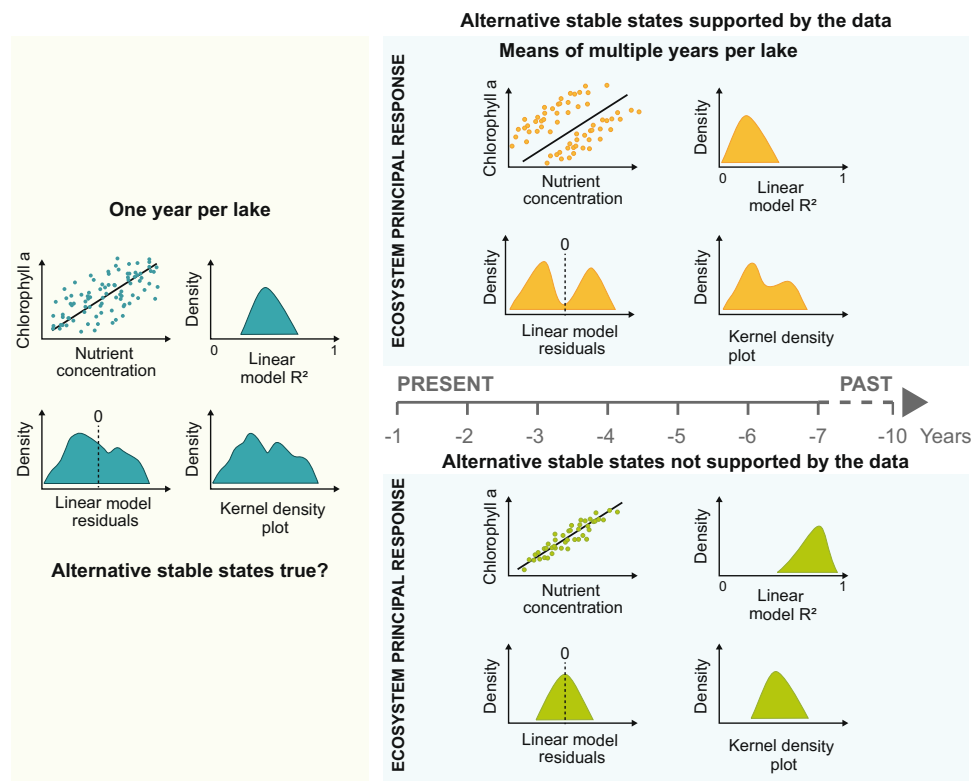 One year per lake
Chlorophyll a
Nutrient
concentration
Density
0
1
Linear
model R²
Density
0
Linear model
residuals
Density
Kernel density
plot
Alternative stable states true?
Alternative stable states supported by the data
ECOSYSTEM PRINCIPAL RESPONSE
Means of multiple years per lake
Chlorophyll a
Nutrient
concentration
Density
0
1
Linear
model R²
Density
0
Linear model
residuals
Density
Kernel density
plot
PRESENT
PAST
-1
-2
-3
-4
-5
-6
-7
-10
Years
Alternative stable states not supported by the data
ECOSYSTEM PRINCIPAL RESPONSE
Chlorophyll a
Nutrient
concentration
Density
0
1
Linear
model R²
Density
0
Linear model
residuals
Density
Kernel density
plot